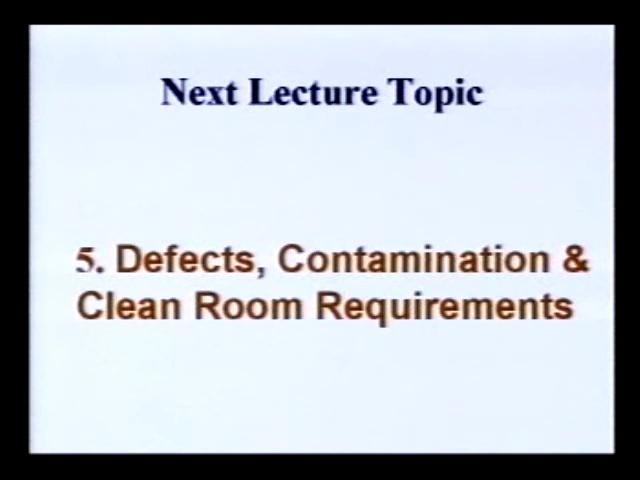 Next Lecture Topic
5. Defects, Contamination &
Clean Room Requirements